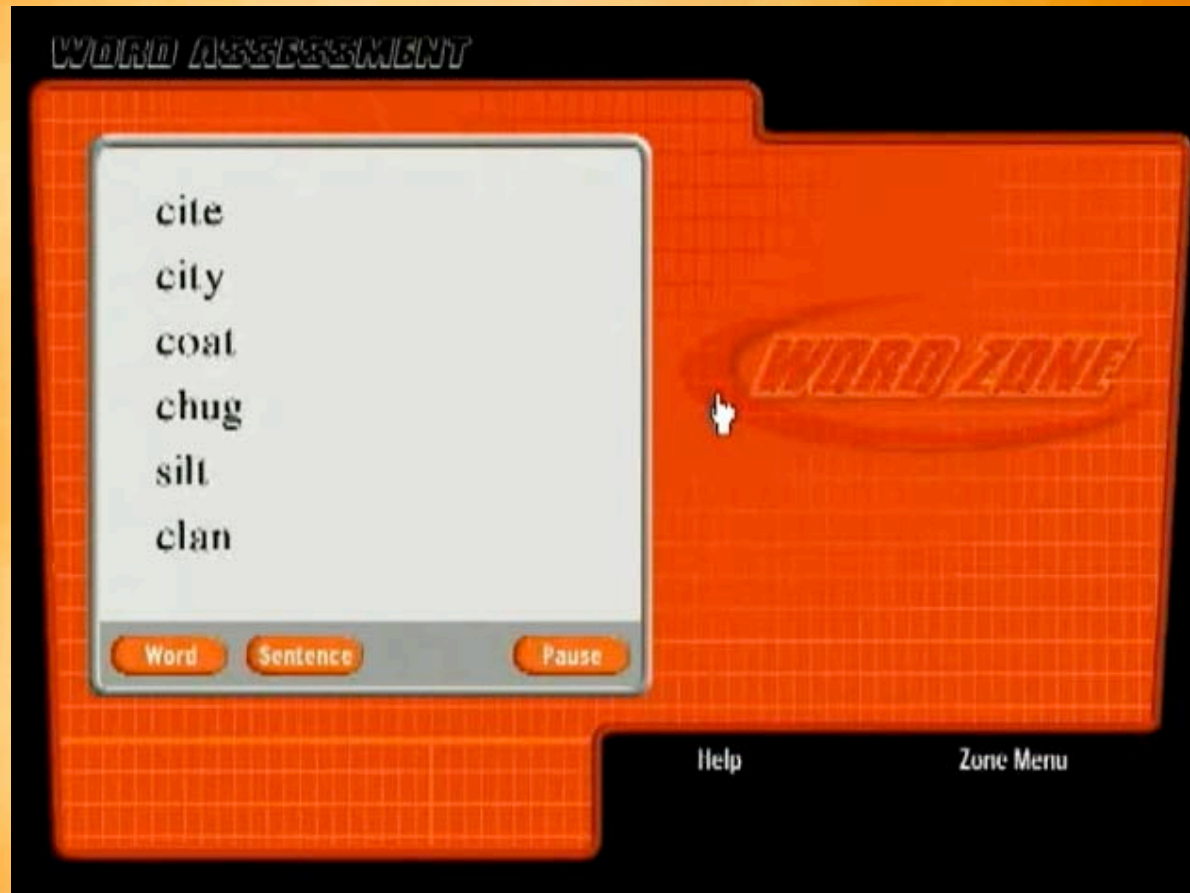 WORD ASSESSMENT
cite
city
coat
chug
silt
clan
WORD ZONE
Word Sentence Pause
Help Zone Menu